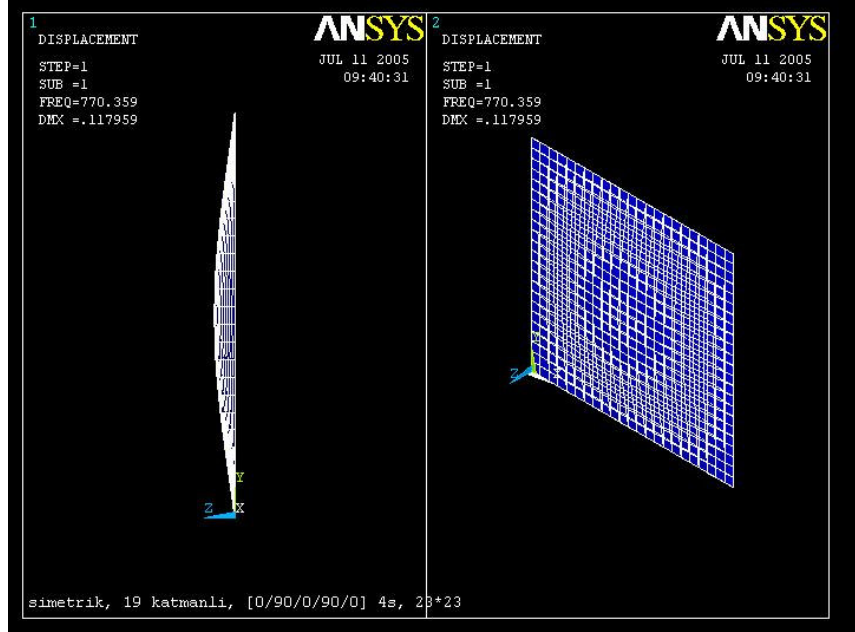 1
ANSYS
DISPLACEMENT
JUL 11 2005
09:40:31
STEP=1
SUB =1
FREQ=770.359
DMX =.117959
Y
Z
X
2
ANSYS
DISPLACEMENT
JUL 11 2005
09:40:31
STEP=1
SUB =1
FREQ=770.359
DMX =.117959
Y
Z
simetrik, 19 katmanli, [0/90/0/90/0] 4s, 23*23